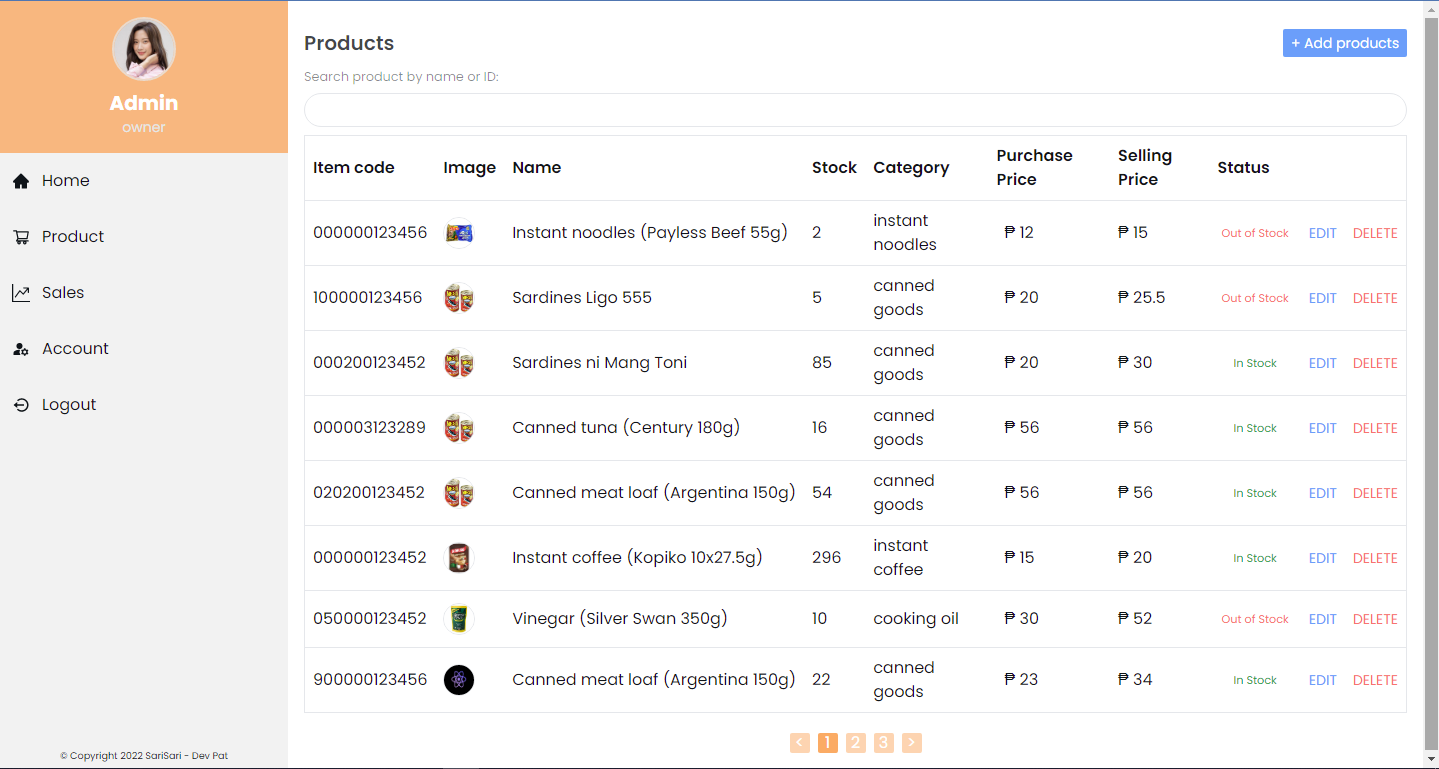 Admin
owner
Home
Product
Sales
Account
Logout
© Copyright 2022 SariSari - Dev Pat
Products
+ Add products
Search product by name or ID:
Item code Image Name Stock Category Purchase Price Selling Price Status
000000123456 Instant noodles (Payless Beef 55g) 2 instant noodles ₱ 12 ₱ 15 Out of Stock EDIT DELETE
100000123456 Sardines Ligo 555 5 canned goods ₱ 20 ₱ 25.5 Out of Stock EDIT DELETE
000200123452 Sardines ni Mang Toni 85 canned goods ₱ 20 ₱ 30 In Stock EDIT DELETE
000003123289 Canned tuna (Century 180g) 16 canned goods ₱ 56 ₱ 56 In Stock EDIT DELETE
020200123452 Canned meat loaf (Argentina 150g) 54 canned goods ₱ 56 ₱ 56 In Stock EDIT DELETE
000000123452 Instant coffee (Kopiko 10x27.5g) 296 instant coffee ₱ 15 ₱ 20 In Stock EDIT DELETE
050000123452 Vinegar (Silver Swan 350g) 10 cooking oil ₱ 30 ₱ 52 Out of Stock EDIT DELETE
900000123456 Canned meat loaf (Argentina 150g) 22 canned goods ₱ 23 ₱ 34 In Stock EDIT DELETE
< 1 2 3 >